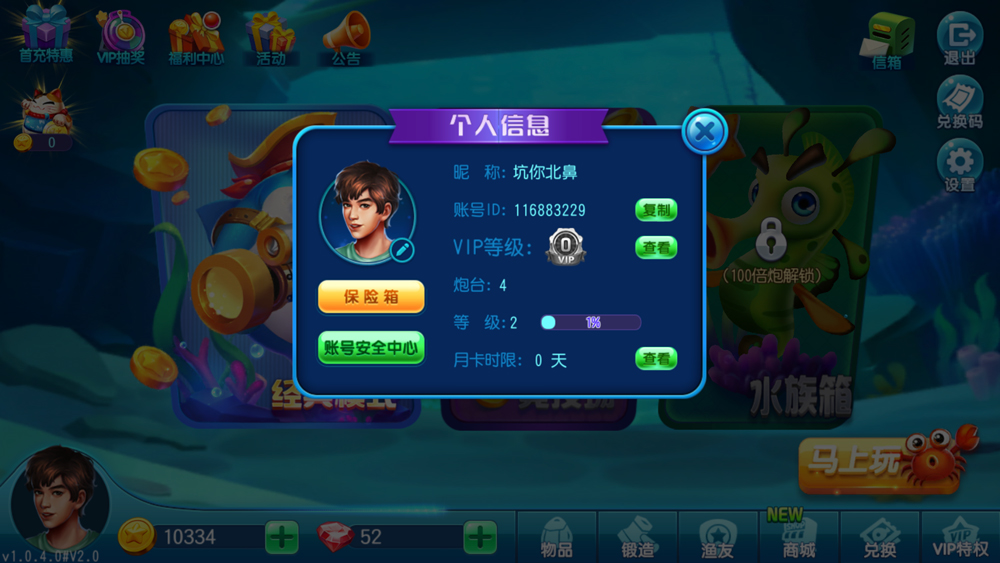 首充特惠
VIP抽奖
福利中心
活动
公告
信箱
退出
0
兑换码
设置
个人信息
昵 称: 坑你北鼻
账号ID: 116883229
复制
VIP等级:
0
VIP
查看
炮台: 4
等 级: 2
1%
月卡时限: 0 天
查看
保险箱
账号安全中心
(100倍炮解锁)
经典模式
水族箱
马上玩
10334
52
v1.0.4.0#V2.0
物品
锻造
渔友
NEW
商城
兑换
VIP特权